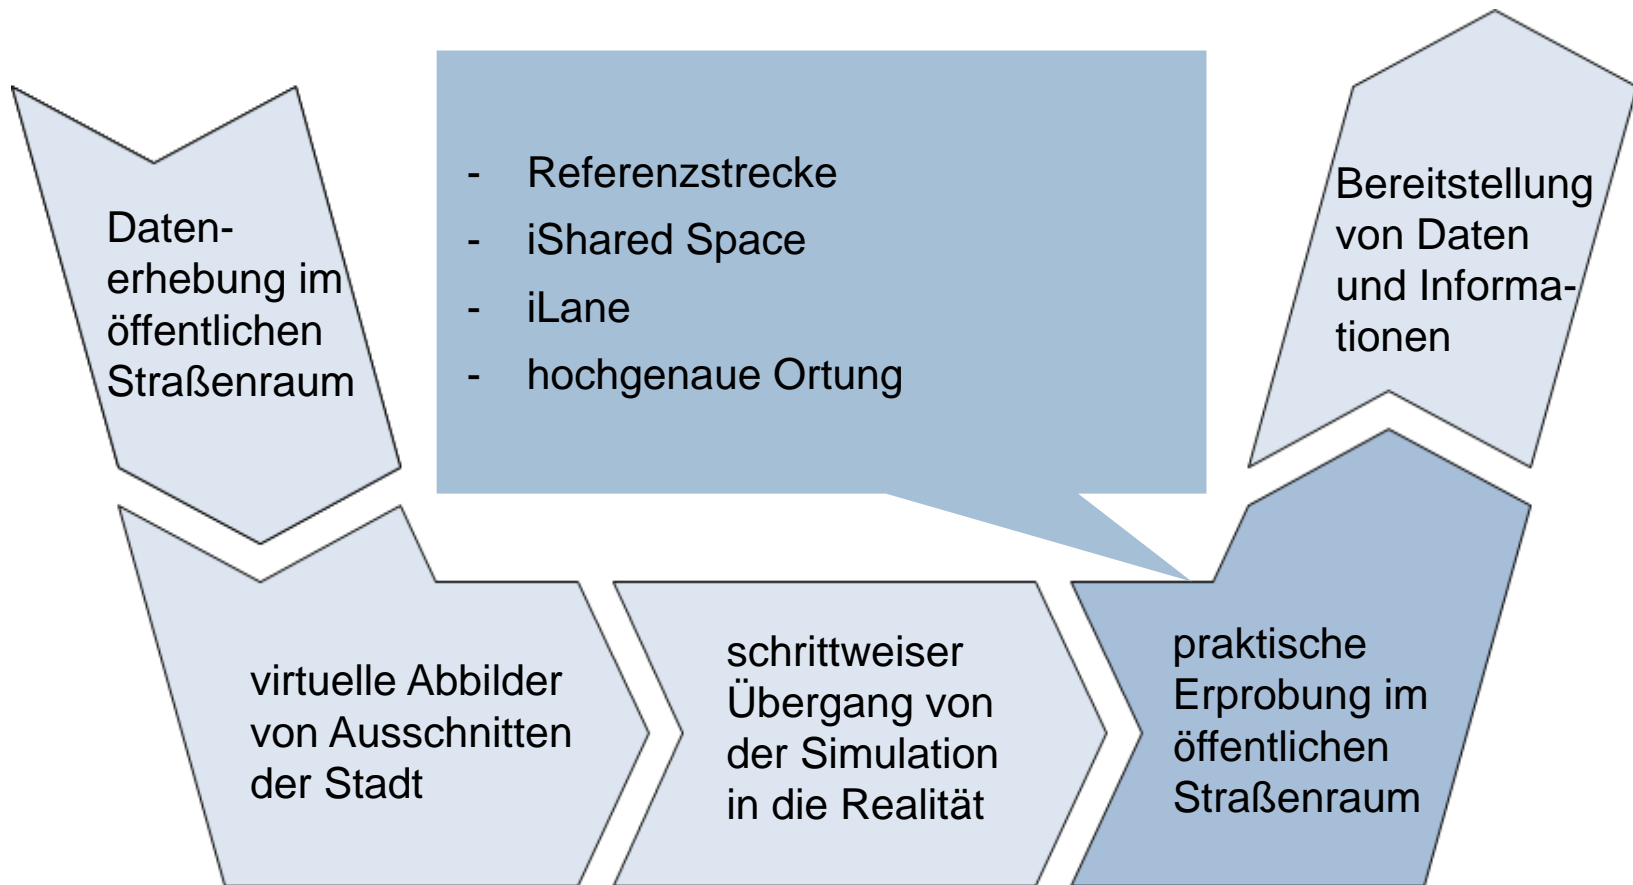 Daten-
erhebung im
öffentlichen
Straßenraum
- Referenzstrecke
- iShared Space
- iLane
- hochgenaue Ortung
Bereitstellung
von Daten
und Informa-
tionen
virtuelle Abbilder
von Ausschnitten
der Stadt
schrittweiser
Übergang von
der Simulation
in die Realität
praktische
Erprobung im
öffentlichen
Straßenraum